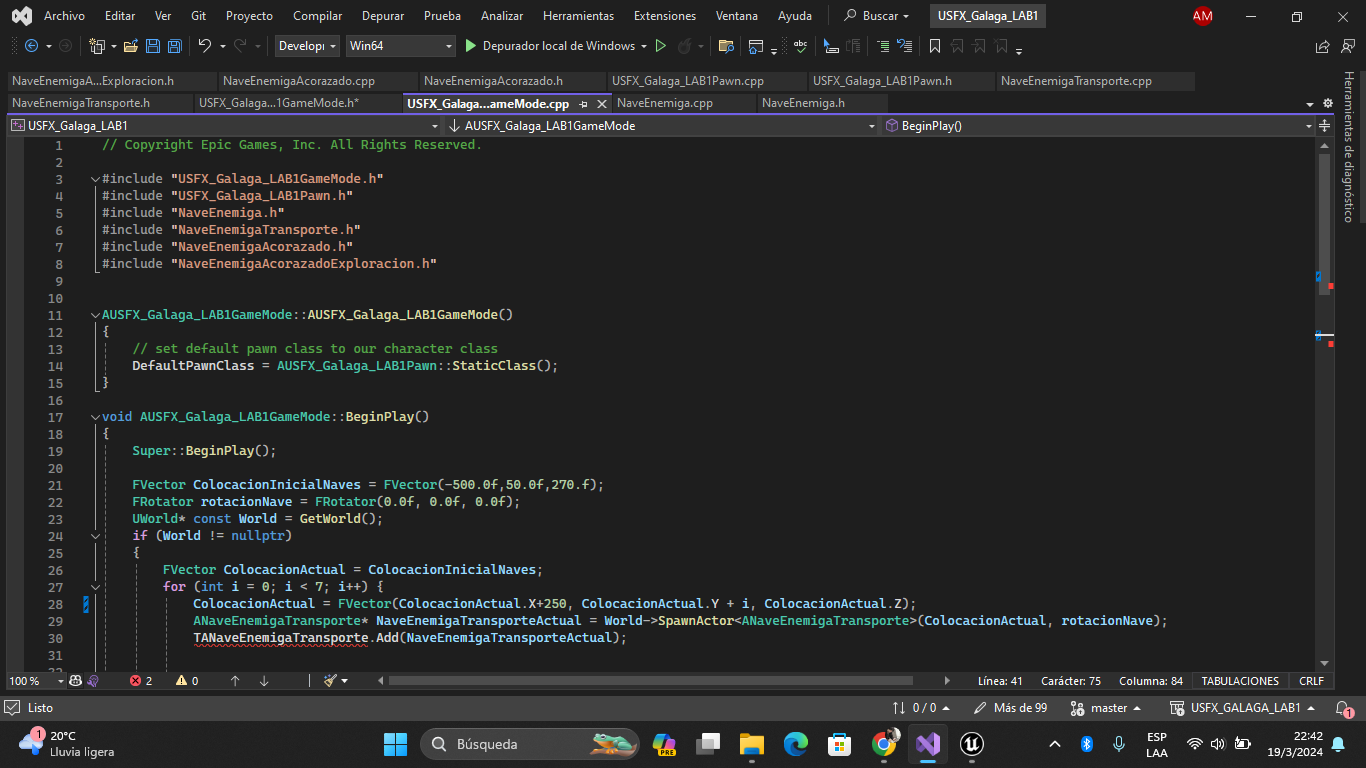 Archivo Editar Ver Git Proyecto Compilar Depurar Prueba Analizar Herramientas Extensiones Ventana Ayuda Buscar USFX_Galaga_LAB1 AM
Develop Win64 Depurador local de Windows
NaveEnemigaA...Exploracion.h NaveEnemigaAcorazado.cpp NaveEnemigaAcorazado.h USFX_Galaga_LAB1Pawn.cpp USFX_Galaga_LAB1Pawn.h NaveEnemigaTransporte.cpp
NaveEnemigaTransporte.h USFX_Galaga...1GameMode.h* USFX_Galaga...ameMode.cpp NaveEnemiga.cpp NaveEnemiga.h
USFX_Galaga_LAB1 AUSFX_Galaga_LAB1GameMode BeginPlay()
Herramientas de diagnóstico
1 // Copyright Epic Games, Inc. All Rights Reserved.
2
3 #include "USFX_Galaga_LAB1GameMode.h"
4 #include "USFX_Galaga_LAB1Pawn.h"
5 #include "NaveEnemiga.h"
6 #include "NaveEnemigaTransporte.h"
7 #include "NaveEnemigaAcorazado.h"
8 #include "NaveEnemigaAcorazadoExploracion.h"
9
10
11 AUSFX_Galaga_LAB1GameMode::AUSFX_Galaga_LAB1GameMode()
12 {
13 // set default pawn class to our character class
14 DefaultPawnClass = AUSFX_Galaga_LAB1Pawn::StaticClass();
15 }
16
17 void AUSFX_Galaga_LAB1GameMode::BeginPlay()
18 {
19 Super::BeginPlay();
20
21 FVector ColocacionInicialNaves = FVector(-500.0f,50.0f,270.f);
22 FRotator rotacionNave = FRotator(0.0f, 0.0f, 0.0f);
23 UWorld* const World = GetWorld();
24 if (World != nullptr)
25 {
26 FVector ColocacionActual = ColocacionInicialNaves;
27 for (int i = 0; i < 7; i++) {
28 ColocacionActual = FVector(ColocacionActual.X+250, ColocacionActual.Y + i, ColocacionActual.Z);
29 ANaveEnemigaTransporte* NaveEnemigaTransporteActual = World->SpawnActor<ANaveEnemigaTransporte>(ColocacionActual, rotacionNave);
30 TANaveEnemigaTransporte.Add(NaveEnemigaTransporteActual);
31
100 % 2 0 Línea: 41 Carácter: 75 Columna: 84 TABULACIONES CRLF
Listo 0 / 0 Más de 99 master USFX_GALAGA_LAB1 1
1 20°C
Lluvia ligera
Búsqueda
PRE
ESP
LAA
22:42
19/3/2024